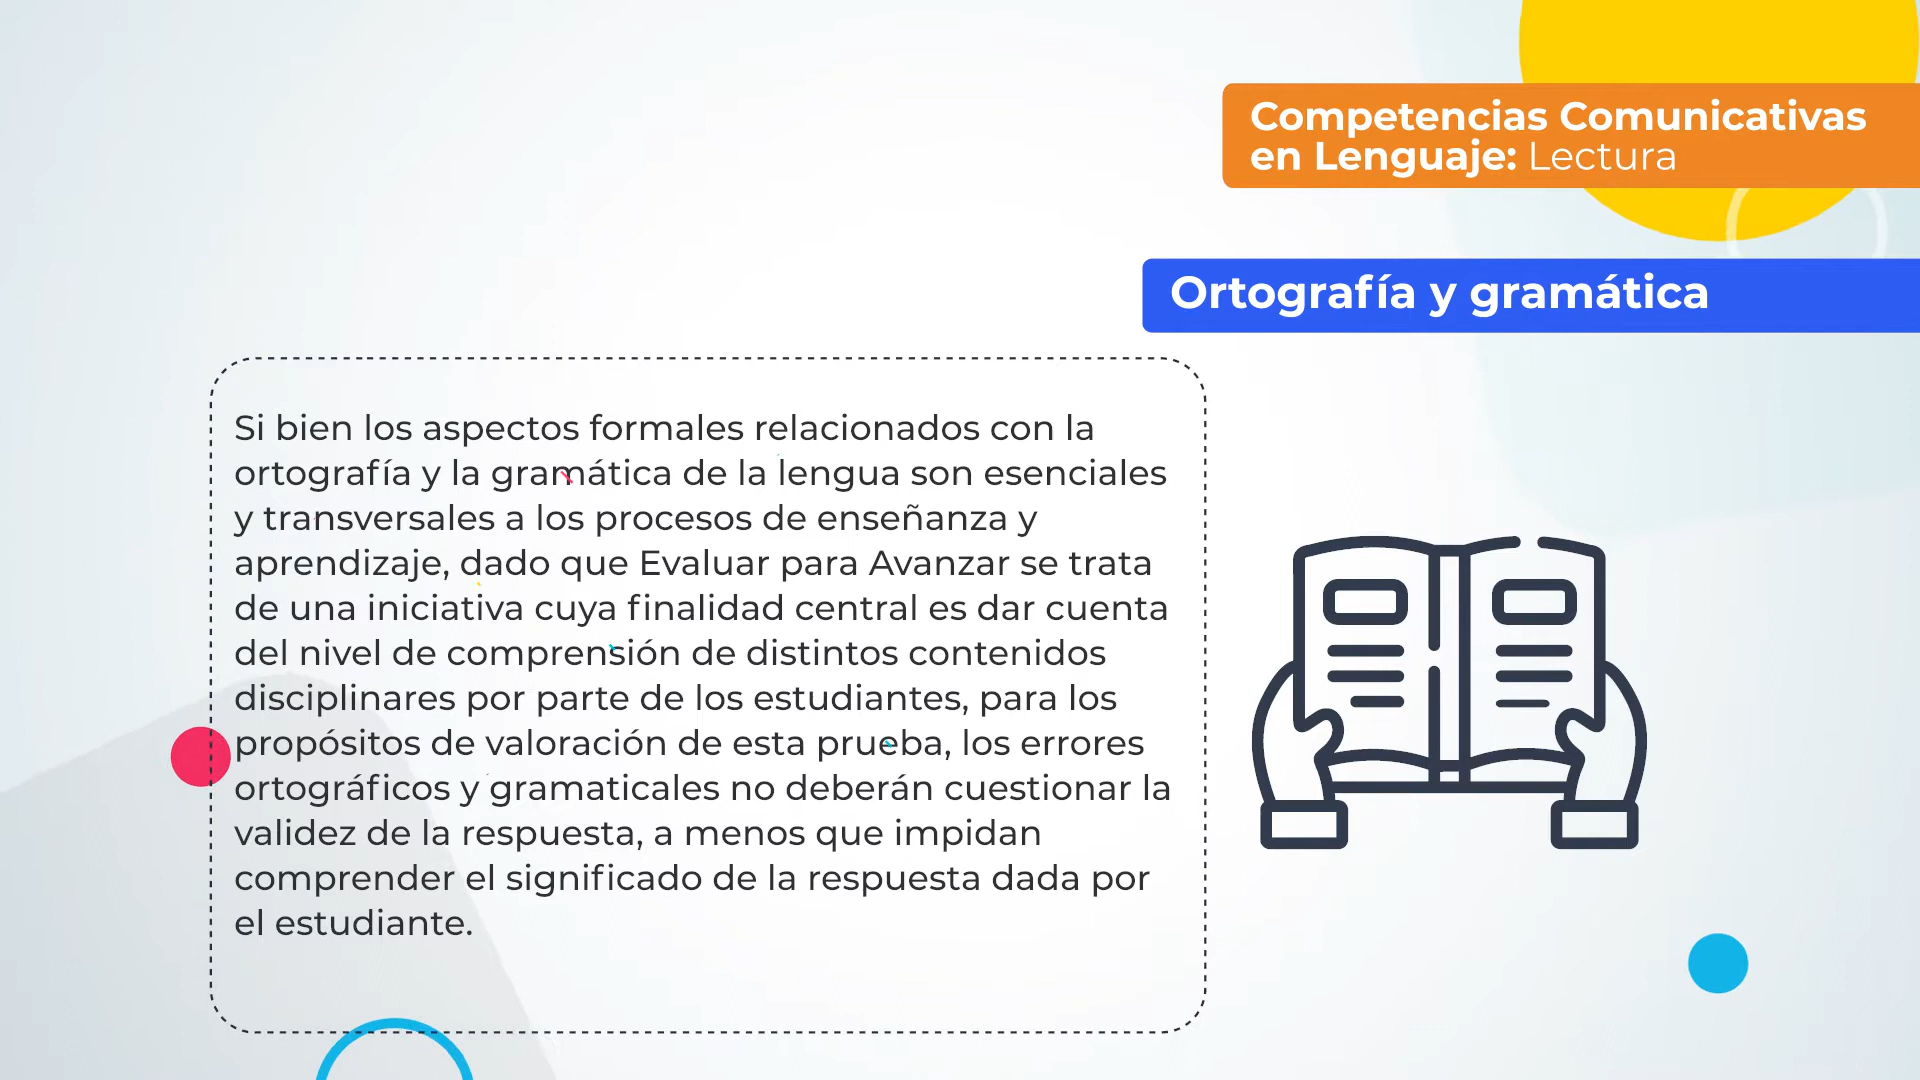 Competencias Comunicativas
en Lenguaje: Lectura
Ortografía y gramática
Si bien los aspectos formales relacionados con la
ortografía y la gramática de la lengua son esenciales
y transversales a los procesos de enseñanza y
aprendizaje, dado que Evaluar para Avanzar se trata
de una iniciativa cuya finalidad central es dar cuenta
del nivel de comprensión de distintos contenidos
disciplinares por parte de los estudiantes, para los
propósitos de valoración de esta prueba, los errores
ortográficos y gramaticales no deberán cuestionar la
validez de la respuesta, a menos que impidan
comprender el significado de la respuesta dada por
el estudiante.